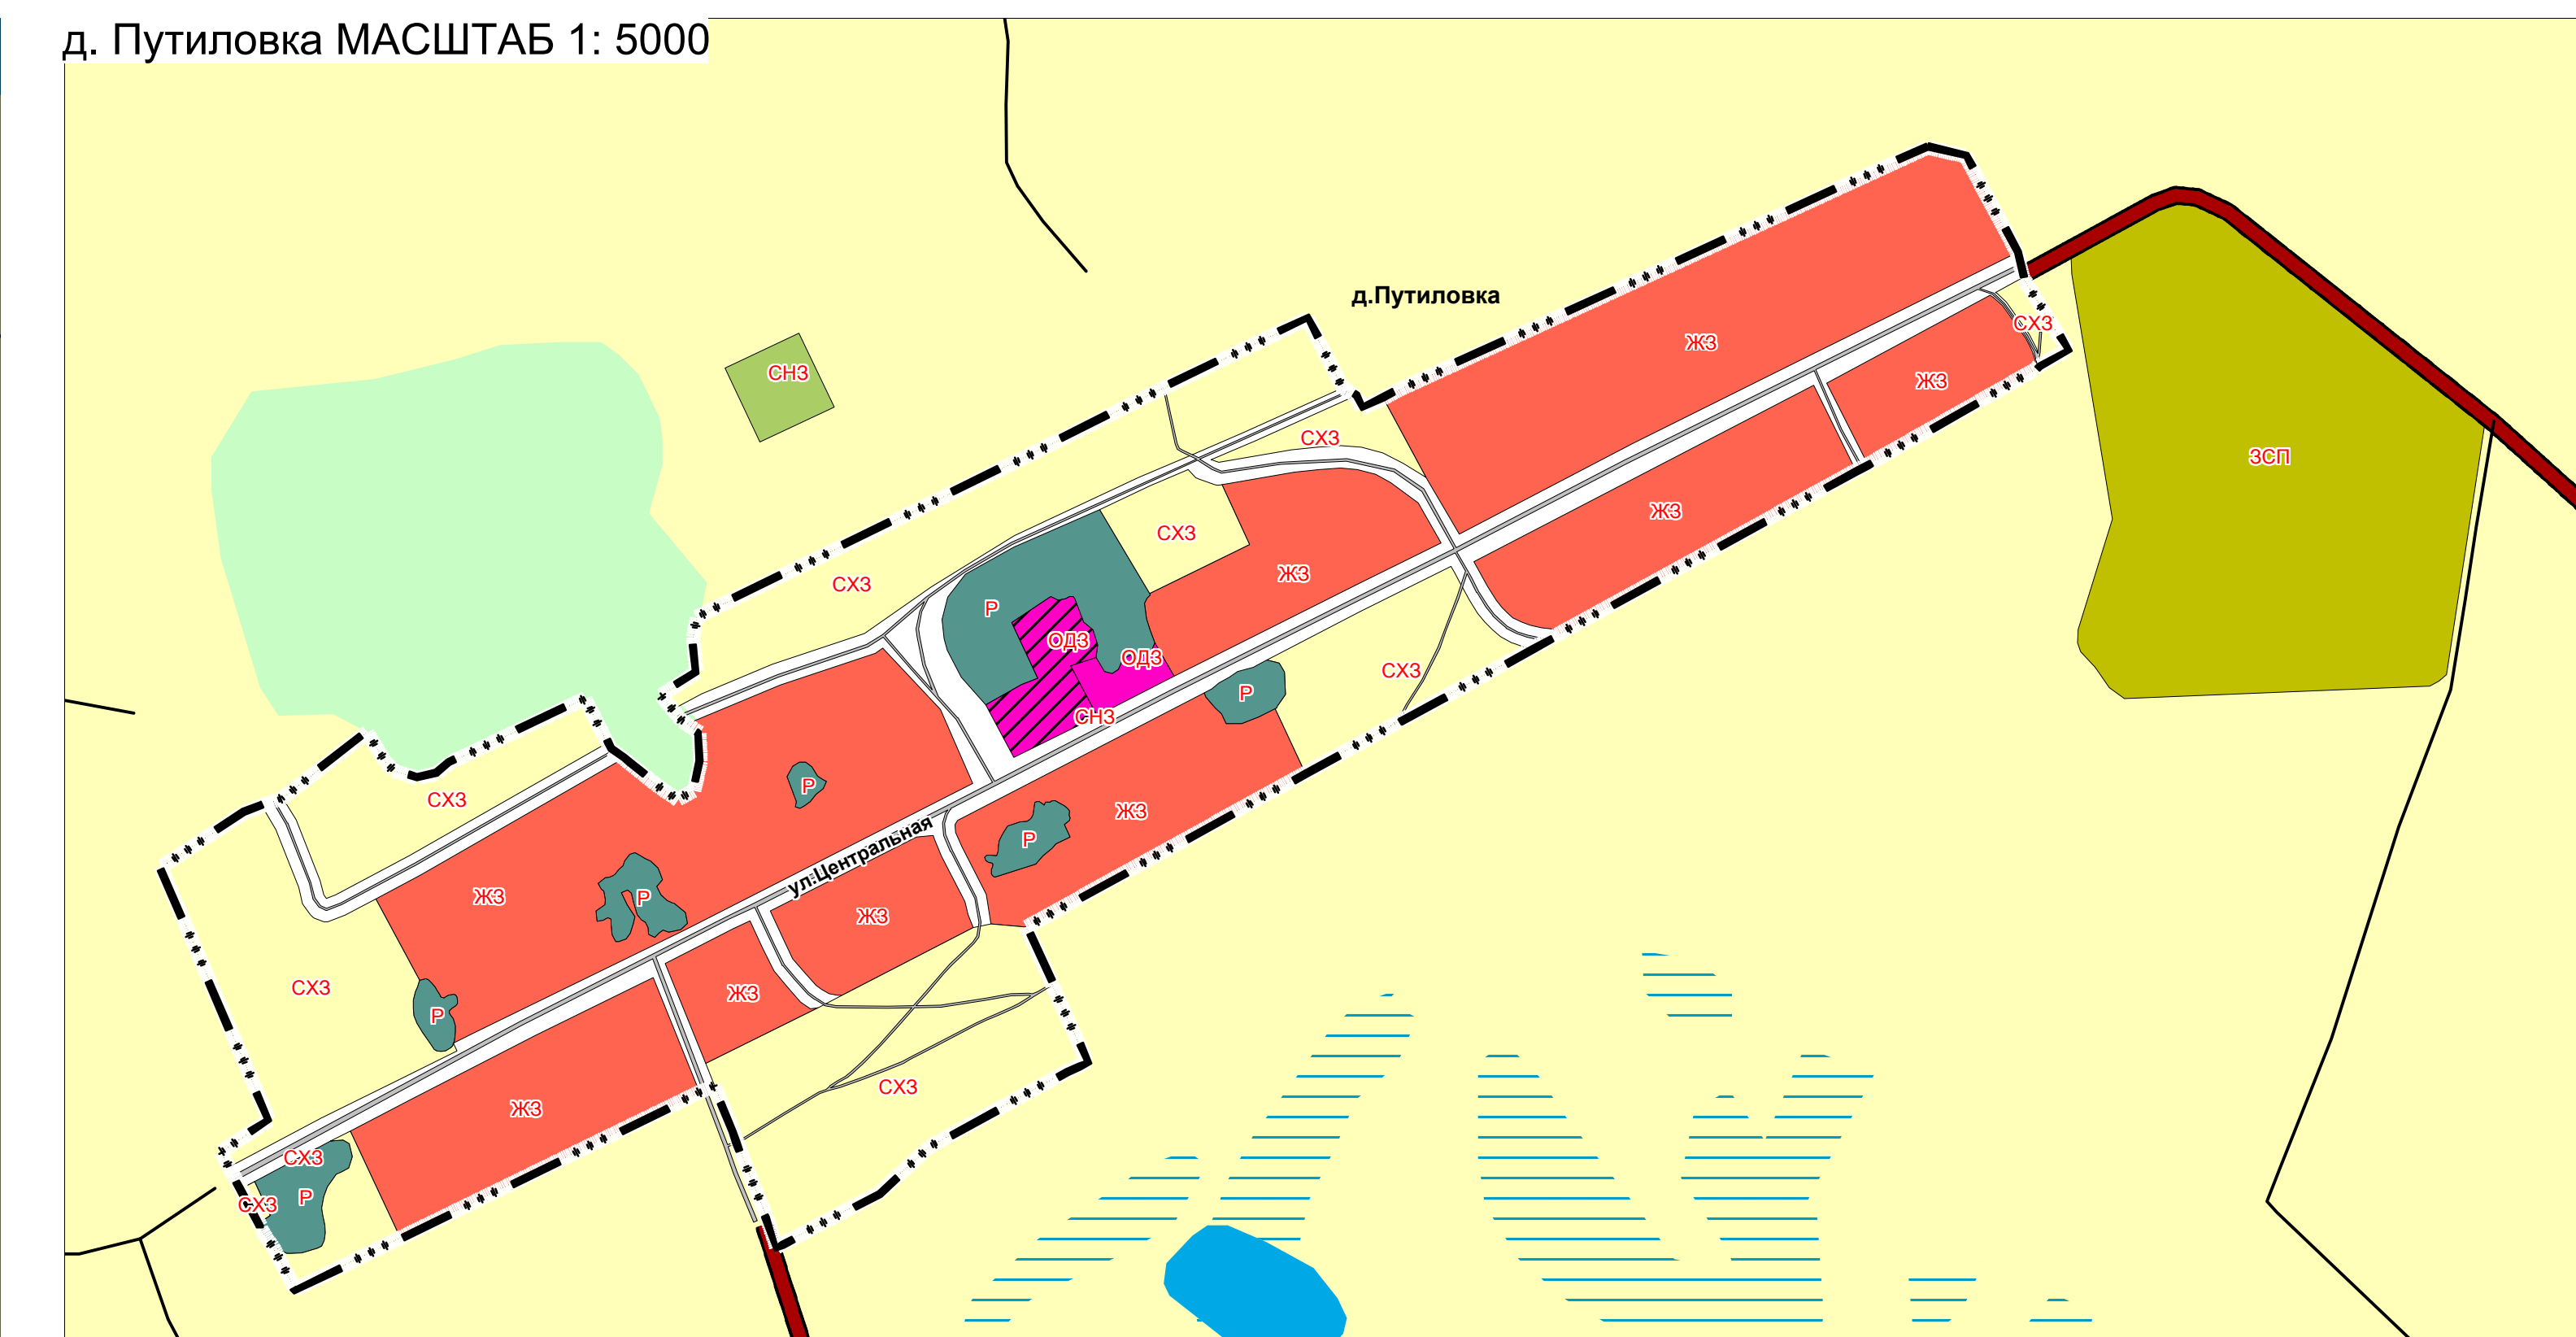 д. Путиловка МАСШТАБ 1: 5000
д.Путиловка
СХЗ
ЖЗ
СНЗ
ЖЗ
СХЗ
ЗСП
ЖЗ
СХЗ
ЖЗ
СХЗ
Р
ОДЗ
ОДЗ
СХЗ
Р
СНЗ
Р
СХЗ
ЖЗ
Р
ул.Центральная
ЖЗ
Р
ЖЗ
СХЗ
ЖЗ
Р
СХЗ
ЖЗ
СХЗ
Р
СХЗ